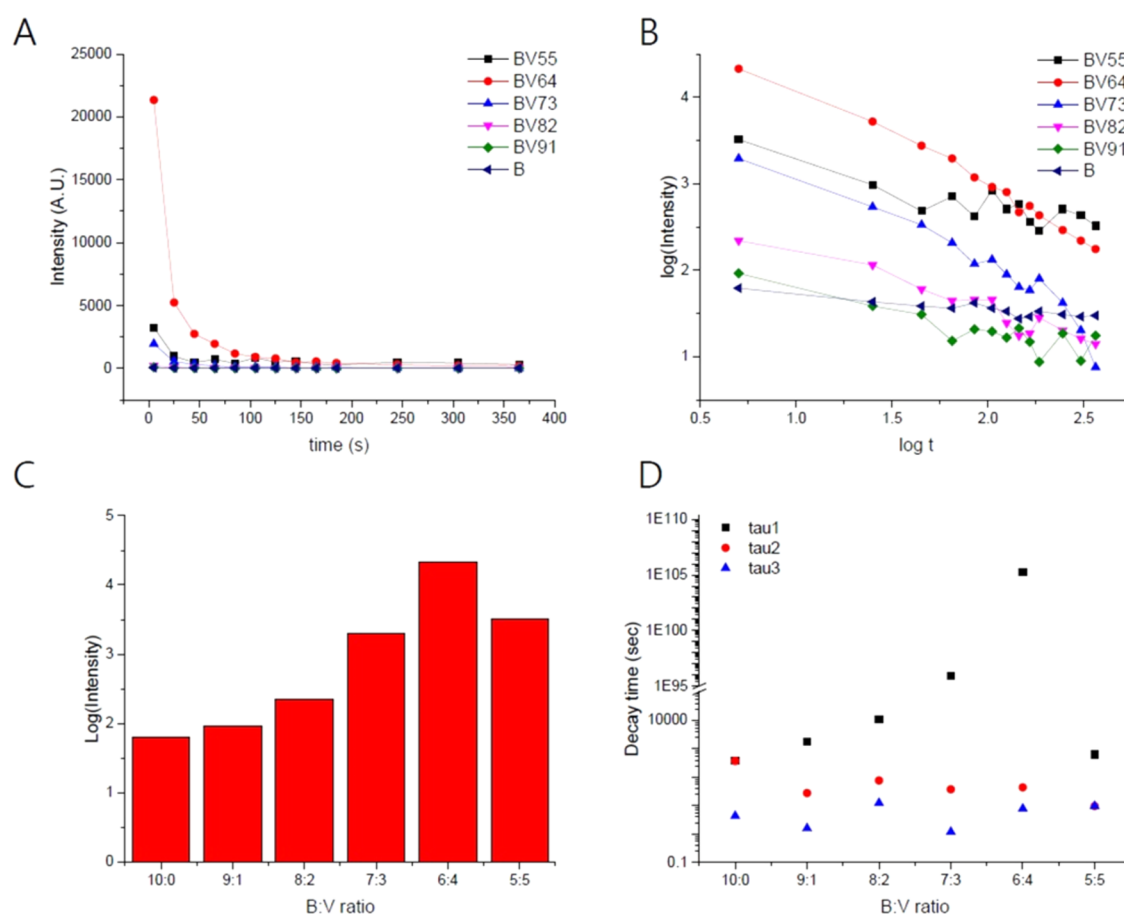 A
25000
20000
15000
10000
5000
0
Intensity (A.U.)
0 50 100 150 200 250 300 350 400
time (s)
BV55
BV64
BV73
BV82
BV91
B
B
4
3
2
1
log(Intensity)
0.5 1.0 1.5 2.0 2.5
log t
BV55
BV64
BV73
BV82
BV91
B
C
5
4
3
2
1
0
Log(Intensity)
10:0 9:1 8:2 7:3 6:4 5:5
B:V ratio
D
1E110
1E105
1E100
1E95
10000
0.1
Decay time (sec)
tau1
tau2
tau3
10:0 9:1 8:2 7:3 6:4 5:5
B:V ratio